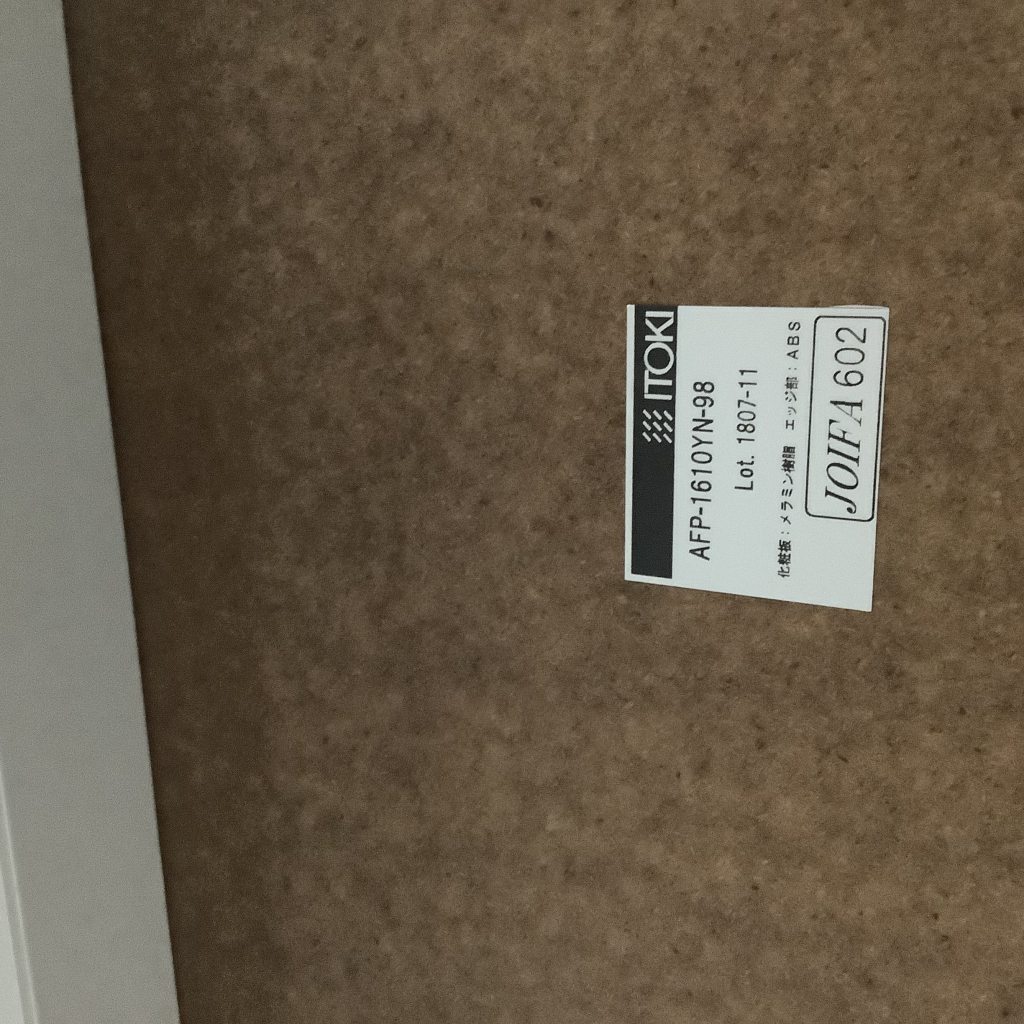 ITOKI
AFP-1610YN-98
Lot. 1807-11
化粧板：メラミン樹脂　エッジ部：ABS
JOIFA 602